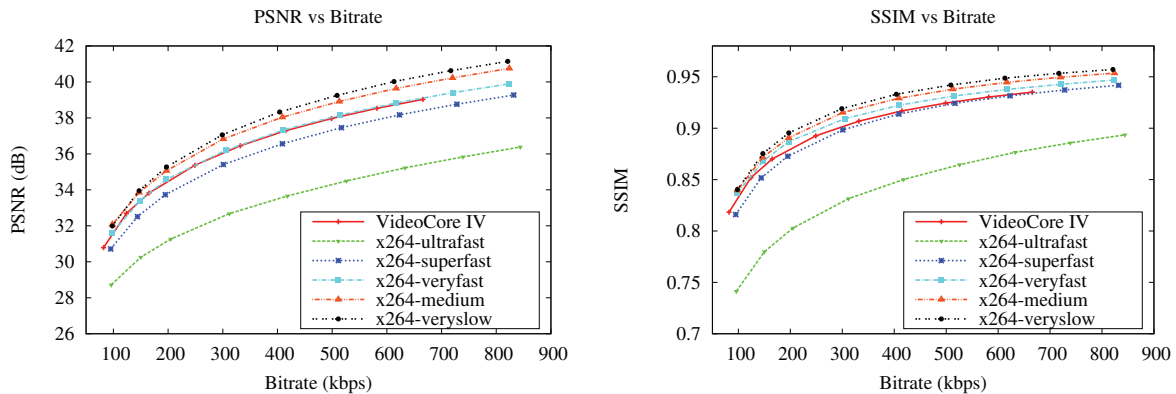 PSNR vs Bitrate
PSNR (dB)
42
40
38
36
34
32
30
28
26
VideoCore IV
x264-ultrafast
x264-superfast
x264-veryfast
x264-medium
x264-veryslow
100 200 300 400 500 600 700 800 900
Bitrate (kbps)
SSIM vs Bitrate
SSIM
0.95
0.9
0.85
0.8
0.75
0.7
VideoCore IV
x264-ultrafast
x264-superfast
x264-veryfast
x264-medium
x264-veryslow
100 200 300 400 500 600 700 800 900
Bitrate (kbps)